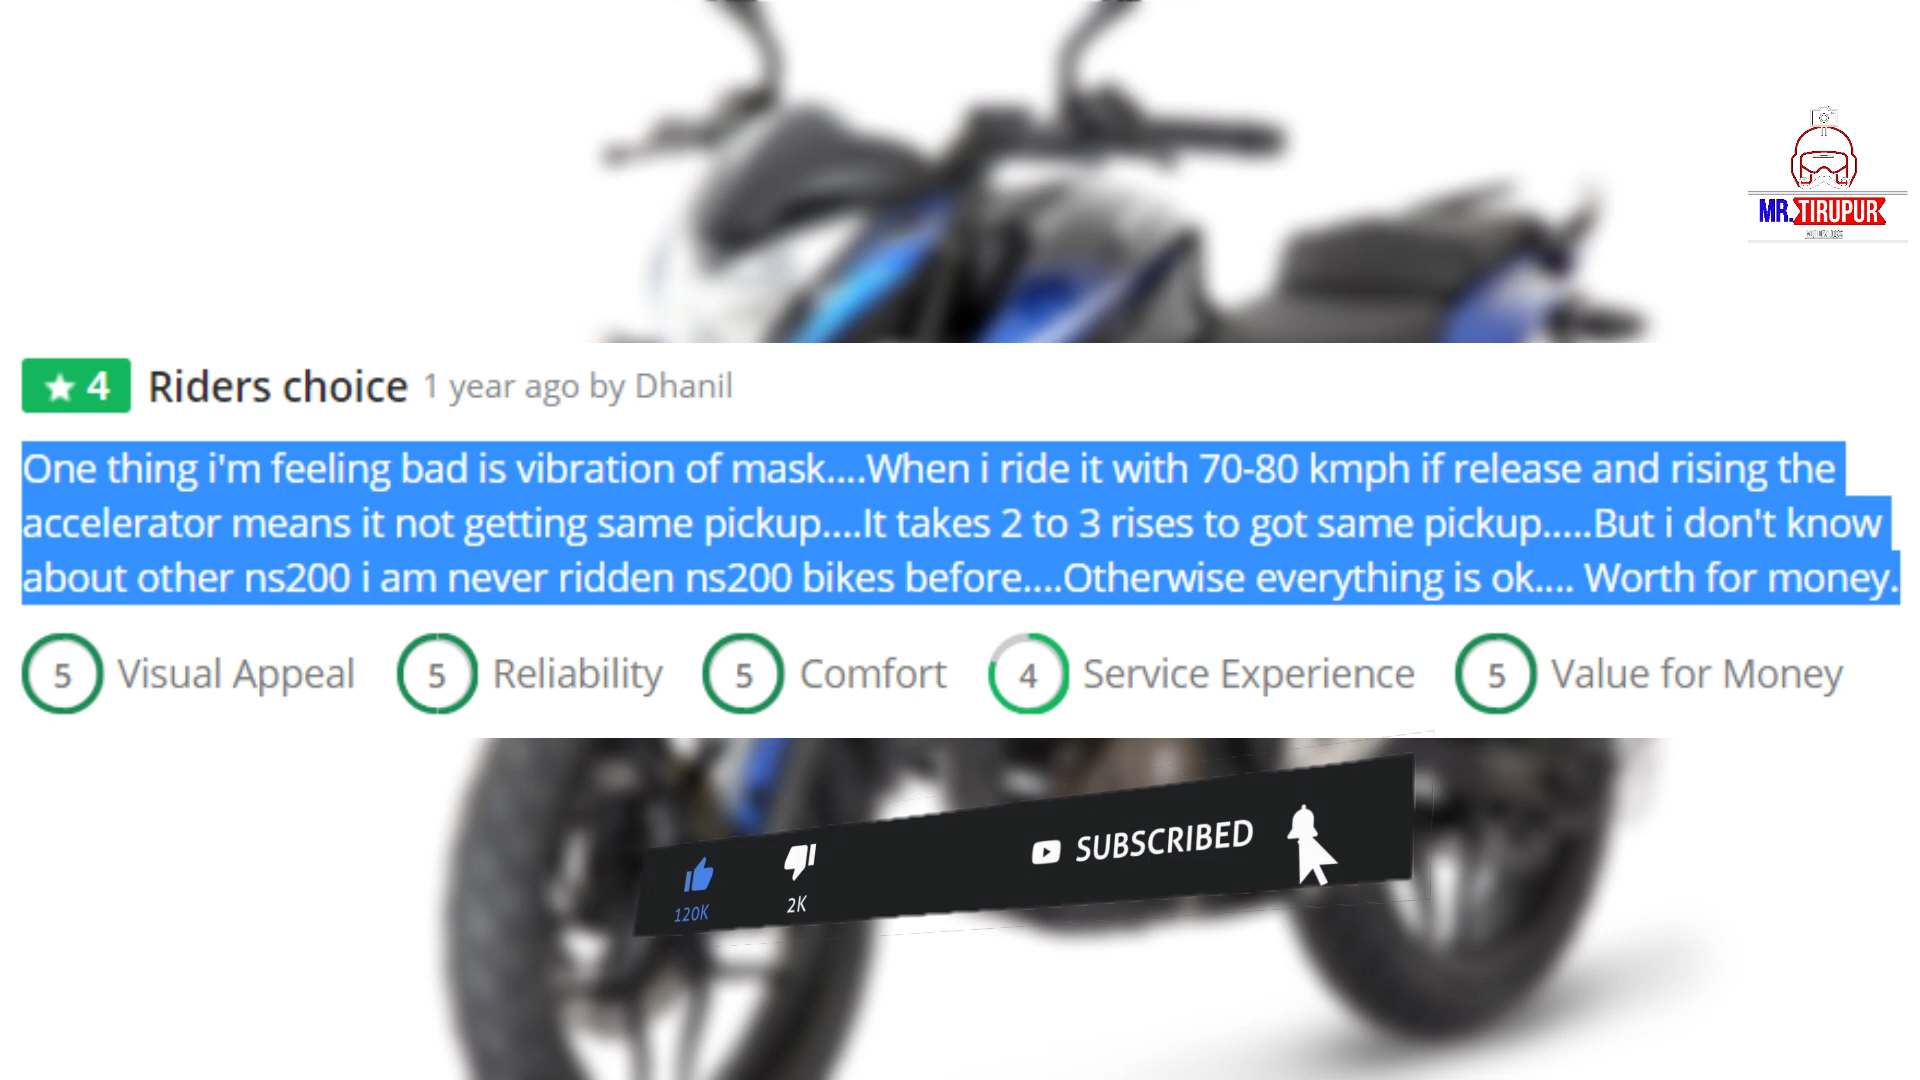 MR.TIRUPUR
★ 4 Riders choice 1 year ago by Dhanil
One thing i'm feeling bad is vibration of mask....When i ride it with 70-80 kmph if release and rising the
accelerator means it not getting same pickup....It takes 2 to 3 rises to got same pickup.....But i don't know
about other ns200 i am never ridden ns200 bikes before....Otherwise everything is ok.... Worth for money.
5 Visual Appeal 5 Reliability 5 Comfort 4 Service Experience 5 Value for Money
SUBSCRIBED
120K 2K